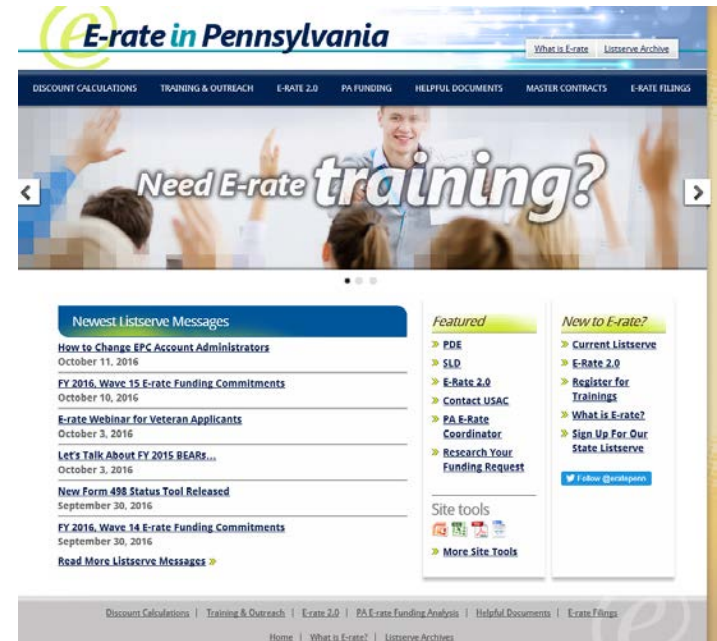 E-rate in Pennsylvania
What is E-rate
Listserve Archive
DISCOUNT CALCULATIONS
TRAINING & OUTREACH
E-RATE 2.0
PA FUNDING
HELPFUL DOCUMENTS
MASTER CONTRACTS
E-RATE FILINGS
Need E-rate training?
Newest Listserve Messages
How to Change EPC Account Administrators
October 11, 2016
FY 2016, Wave 15 E-rate Funding Commitments
October 10, 2016
E-rate Webinar for Veteran Applicants
October 3, 2016
Let's Talk About FY 2015 BEARs...
October 3, 2016
New Form 498 Status Tool Released
September 30, 2016
FY 2016, Wave 14 E-rate Funding Commitments
September 30, 2016
Read More Listserve Messages »
Featured
» PDE
» SLD
» E-Rate 2.0
» Contact USAC
» PA E-Rate
Coordinator
» Research Your
Funding Request
Site tools
» More Site Tools
New to E-rate?
» Current Listserve
» E-Rate 2.0
» Register for
Trainings
» What is E-rate?
» Sign Up For Our
State Listserve
Follow @eratepenn
Discount Calculations | Training & Outreach | E-rate 2.0 | PA E-rate Funding Analysis | Helpful Documents | E-rate Filings
Home | What is E-rate? | Listserve Archives